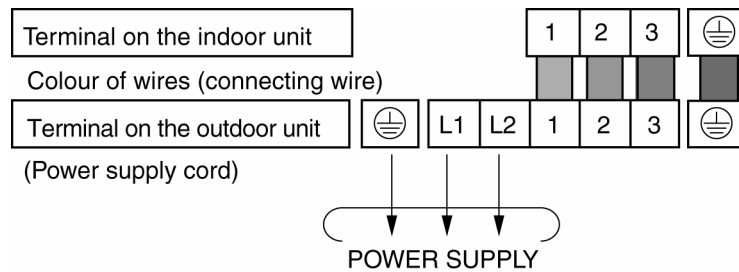 Terminal on the indoor unit 1 2 3
Colour of wires (connecting wire)
Terminal on the outdoor unit L1 L2 1 2 3
(Power supply cord)
POWER SUPPLY